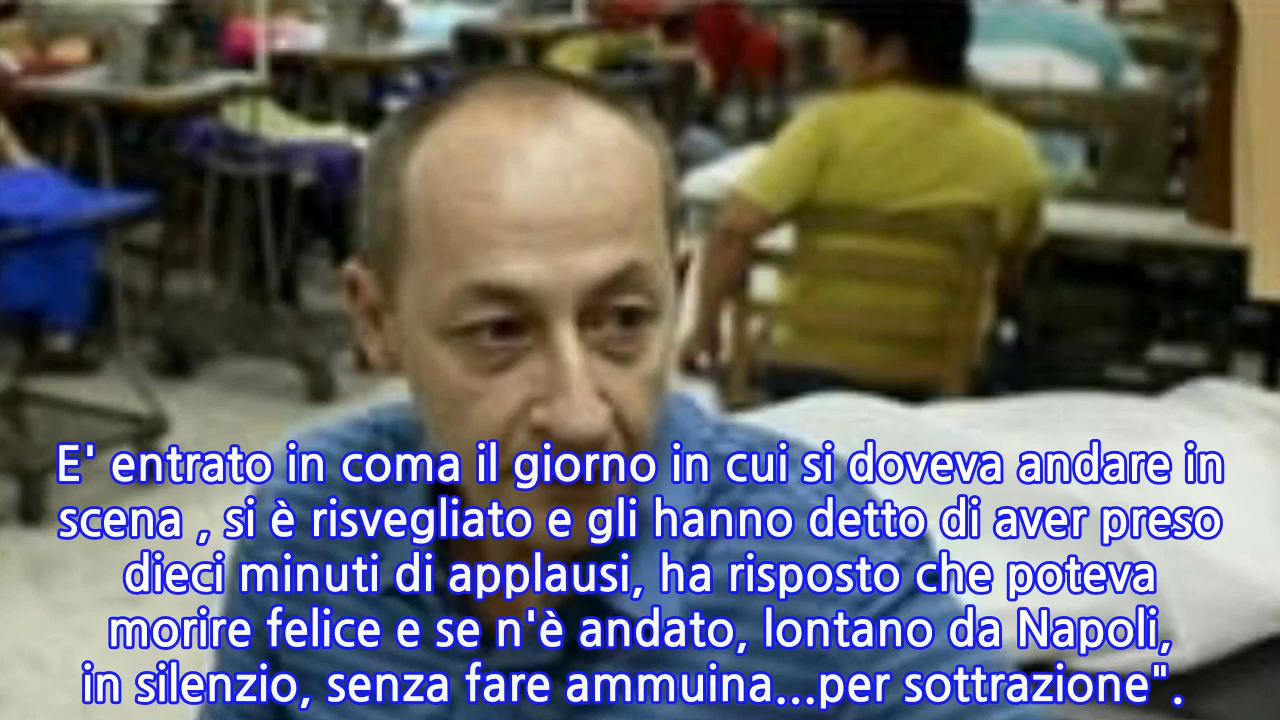 E' entrato in coma il giorno in cui si doveva andare in
scena , si è risvegliato e gli hanno detto di aver preso
dieci minuti di applausi, ha risposto che poteva
morire felice e se n'è andato, lontano da Napoli,
in silenzio, senza fare ammuina...per sottrazione".